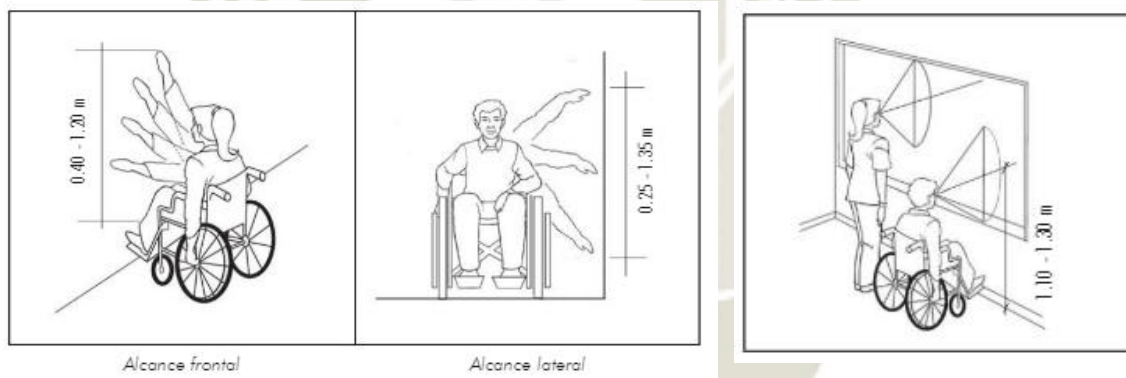 0.40 - 1.20 m
0.25 - 1.35 m
1.10 - 1.30 m
Alcance frontal
Alcance lateral